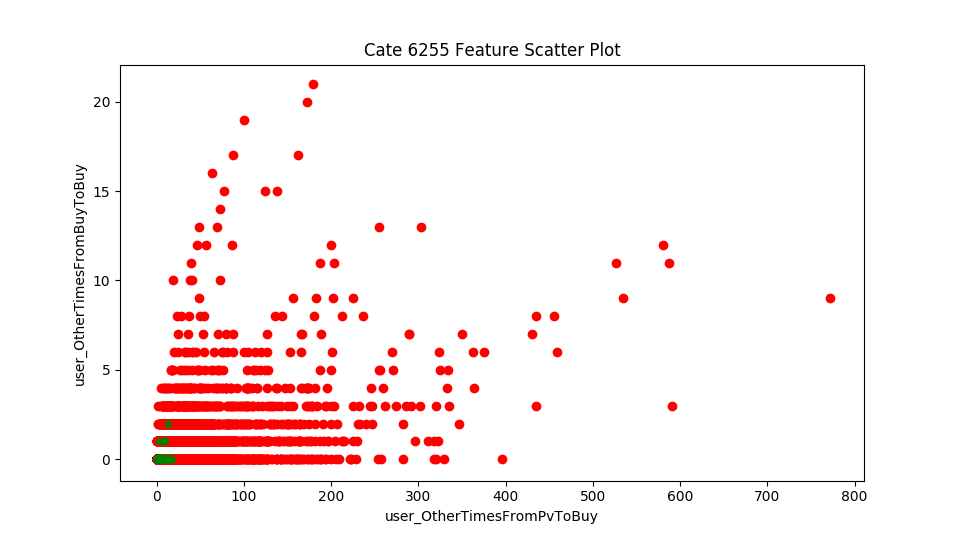 Cate 6255 Feature Scatter Plot
20
15
10
5
0
user_OtherTimesFromBuyToBuy
0 100 200 300 400 500 600 700 800
user_OtherTimesFromPvToBuy